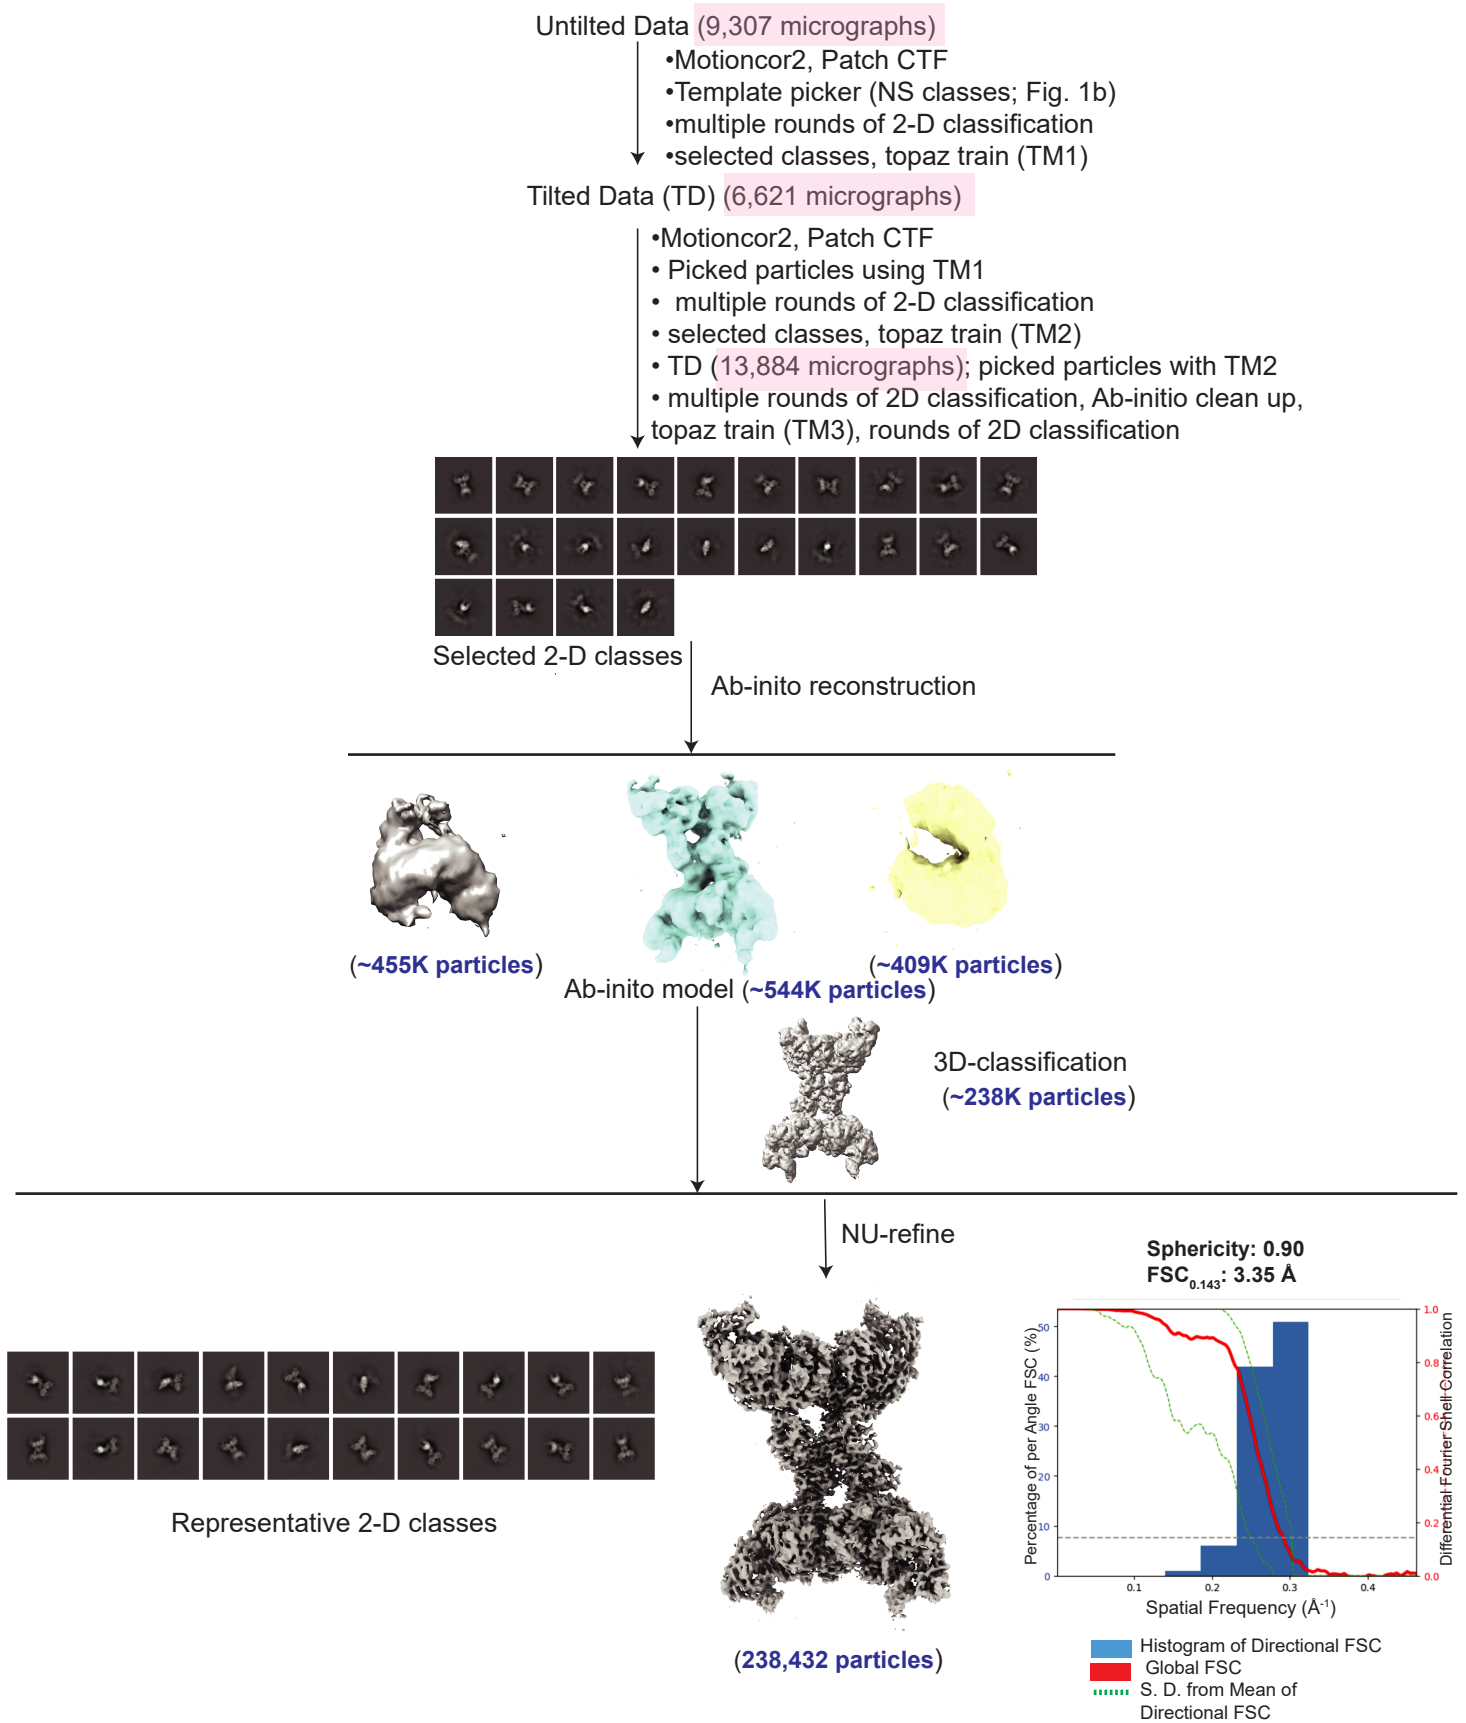 Untilted Data (9,307 micrographs)
•Motioncor2, Patch CTF
•Template picker (NS classes; Fig. 1b)
•multiple rounds of 2-D classification
•selected classes, topaz train (TM1)
Tilted Data (TD) (6,621 micrographs)
•Motioncor2, Patch CTF
• Picked particles using TM1
• multiple rounds of 2-D classification
• selected classes, topaz train (TM2)
• TD (13,884 micrographs); picked particles with TM2
• multiple rounds of 2D classification, Ab-initio clean up,
topaz train (TM3), rounds of 2D classification
Selected 2-D classes
Ab-inito reconstruction
(~455K particles)
(~409K particles)
Ab-inito model (~544K particles)
3D-classification
(~238K particles)
NU-refine
Sphericity: 0.90
FSC0.143: 3.35 Å
Percentage of per Angle FSC (%)
50
40
30
20
10
0
1.0
0.8
0.6
0.4
0.2
0.0
Differential Fourier Shell Correlation
0.1 0.2 0.3 0.4
Spatial Frequency (Å-1)
Representative 2-D classes
(238,432 particles)
Histogram of Directional FSC
Global FSC
S. D. from Mean of
Directional FSC